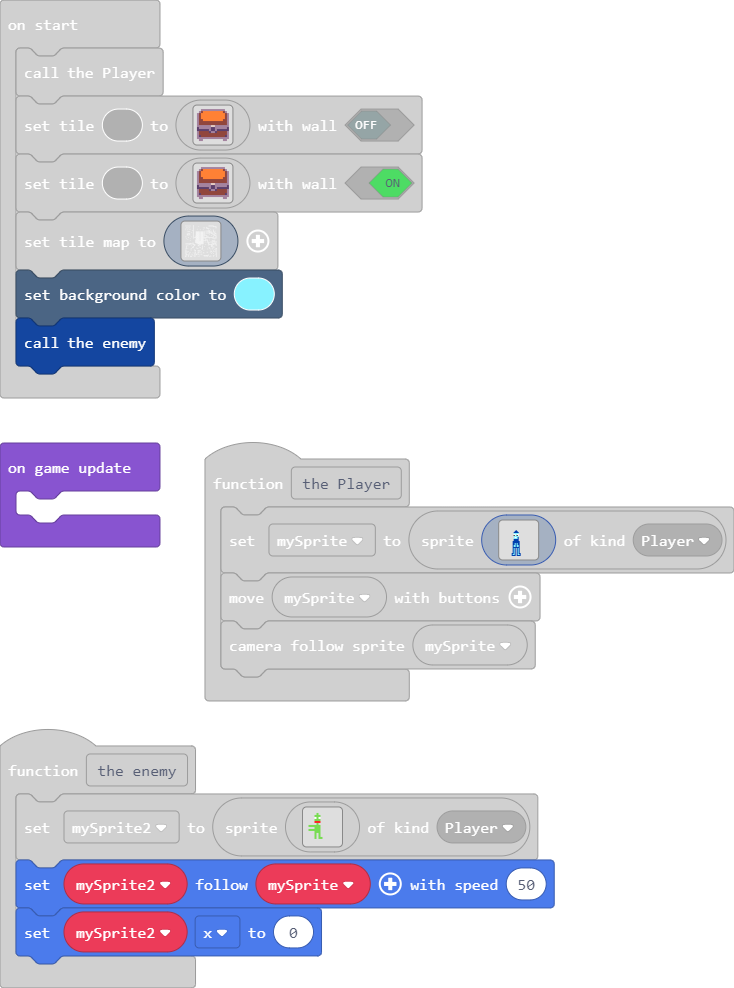 on start
call the Player
set tile to with wall OFF
set tile to with wall ON
set tile map to
set background color to
call the enemy
on game update
function the Player
set mySprite to sprite of kind Player
move mySprite with buttons
camera follow sprite mySprite
function the enemy
set mySprite2 to sprite of kind Player
set mySprite2 follow mySprite with speed 50
set mySprite2 x to 0